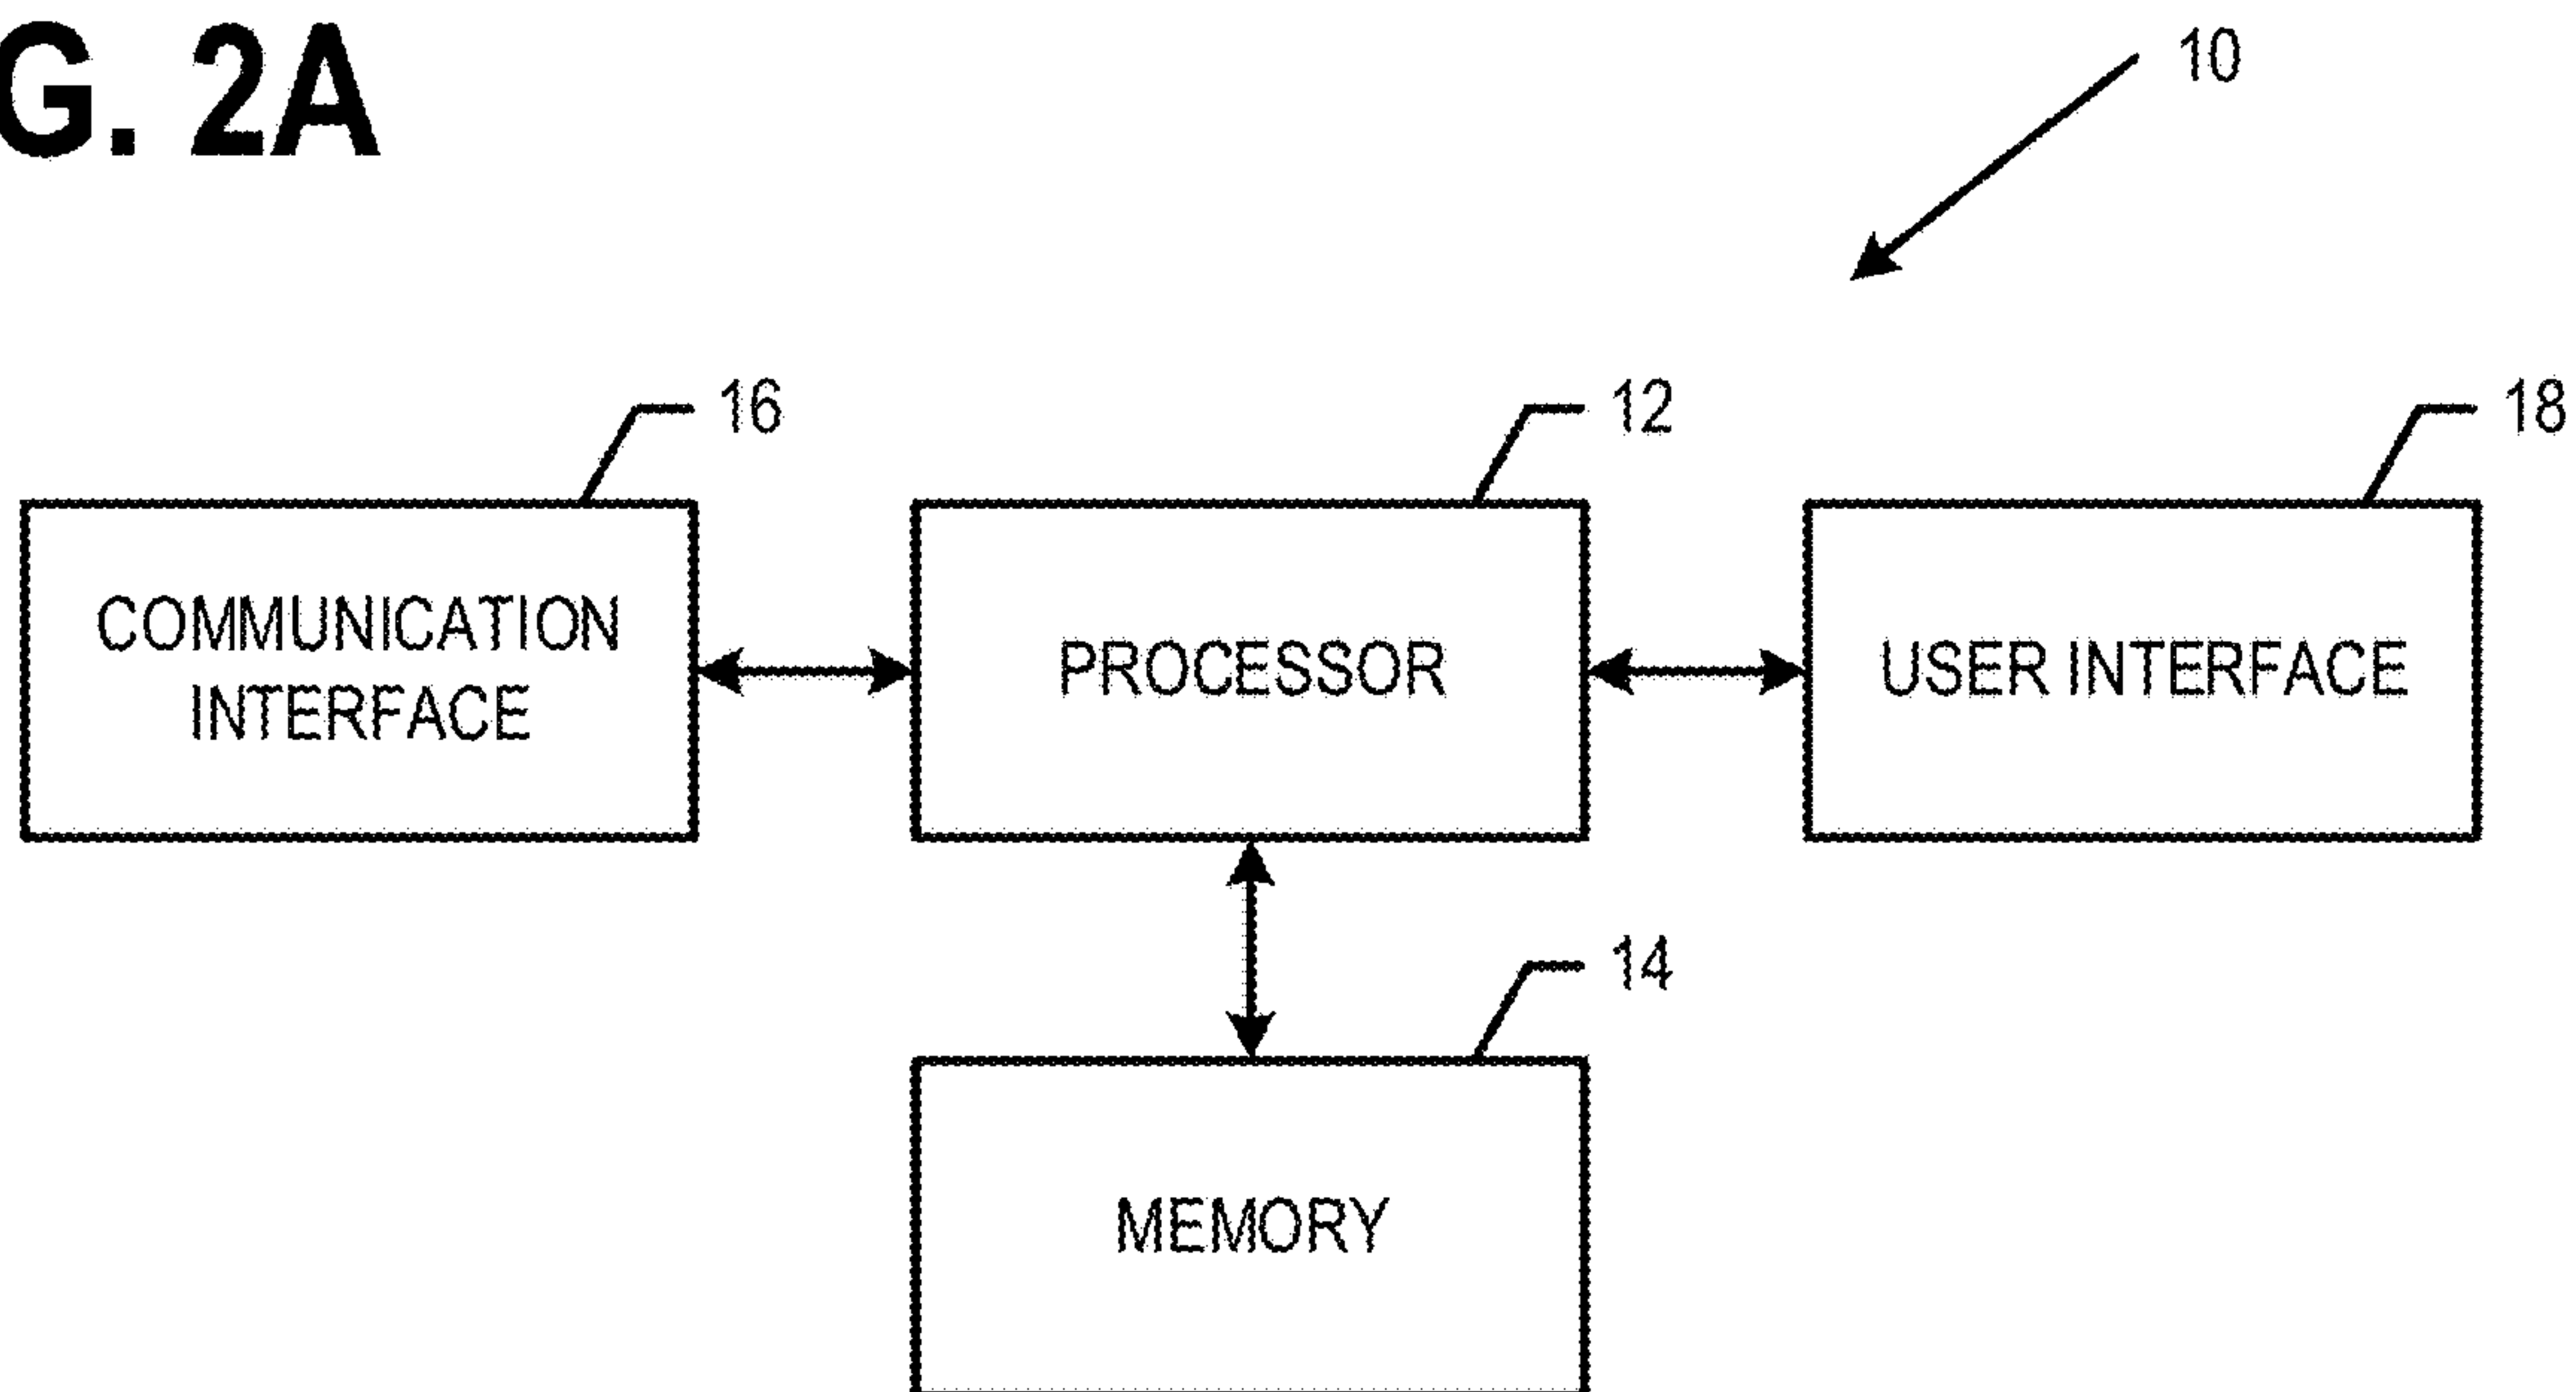 G. 2A
10
16
12
18
COMMUNICATION
INTERFACE
PROCESSOR
USER INTERFACE
14
MEMORY